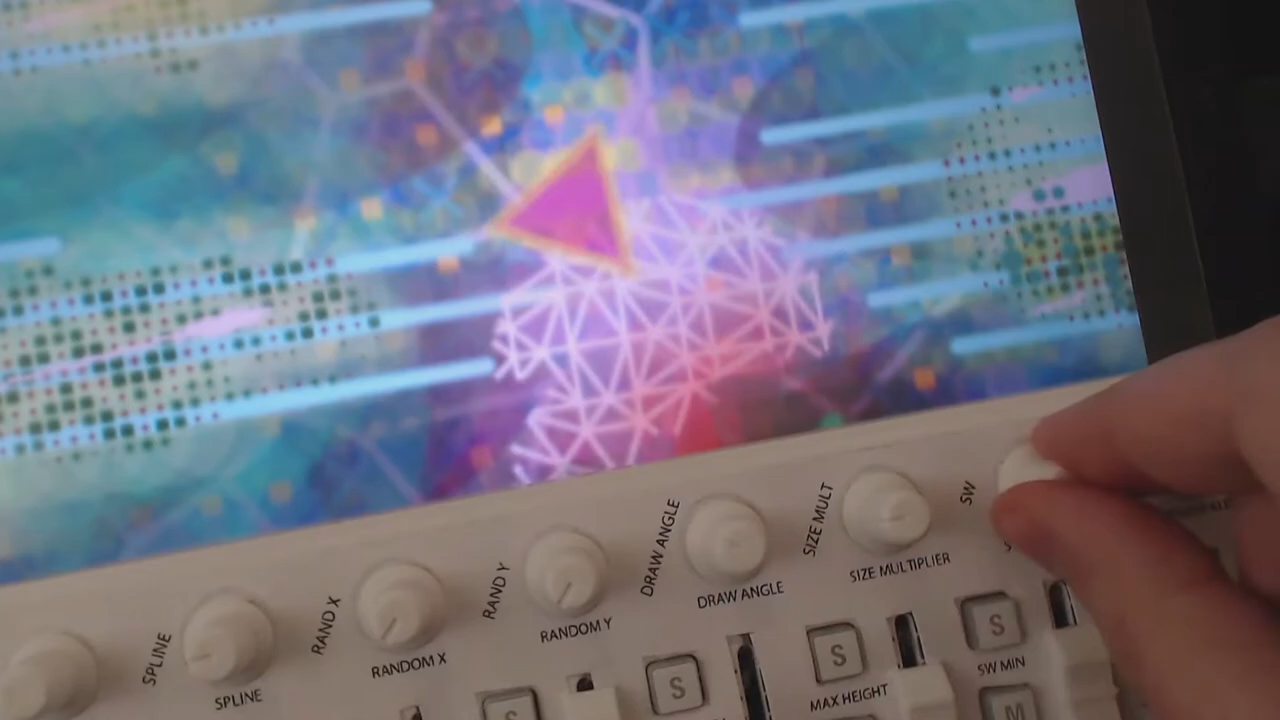 SPLINE
RAND X
RAND Y
DRAW ANGLE
SIZE MULT
SW
SPLINE
RANDOM X
RANDOM Y
DRAW ANGLE
SIZE MULTIPLIER
S
S
S
S
MAX HEIGHT
SW MIN
M